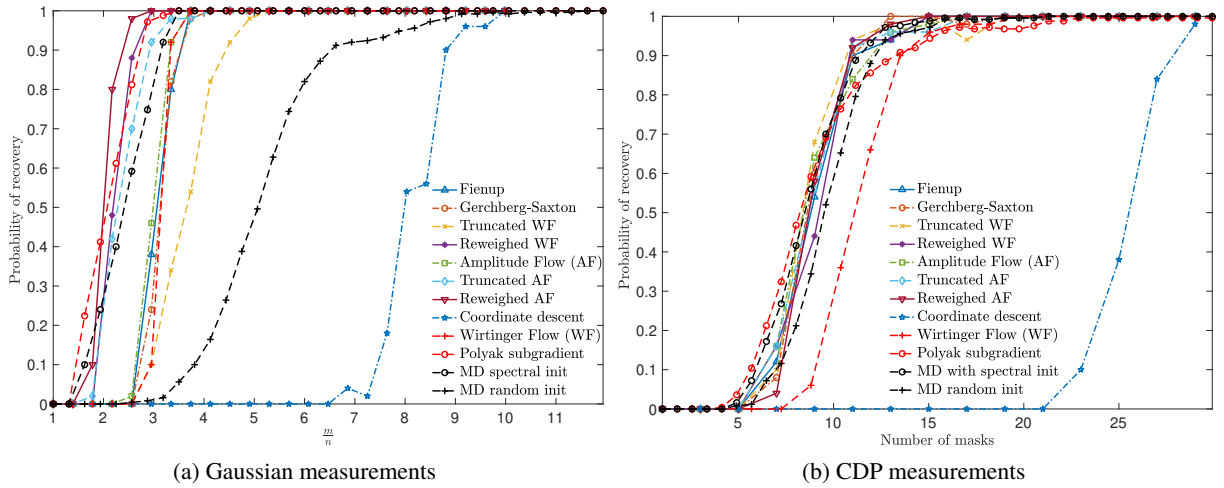 1
0.9
0.8
0.7
0.6
0.5
0.4
0.3
0.2
0.1
0
Probability of recovery
1 2 3 4 5 6 7 8 9 10 11
m/n
Fienup
Gerchberg-Saxton
Truncated WF
Reweighed WF
Amplitude Flow (AF)
Truncated AF
Reweighed AF
Coordinate descent
Wirtinger Flow (WF)
Polyak subgradient
MD spectral init
MD random init
(a) Gaussian measurements
1
0.9
0.8
0.7
0.6
0.5
0.4
0.3
0.2
0.1
0
Probability of recovery
5 10 15 20 25
Number of masks
Fienup
Gerchberg-Saxton
Truncated WF
Reweighed WF
Amplitude Flow (AF)
Truncated AF
Reweighed AF
Coordinate descent
Wirtinger Flow (WF)
Polyak subgradient
MD with spectral init
MD random init
(b) CDP measurements